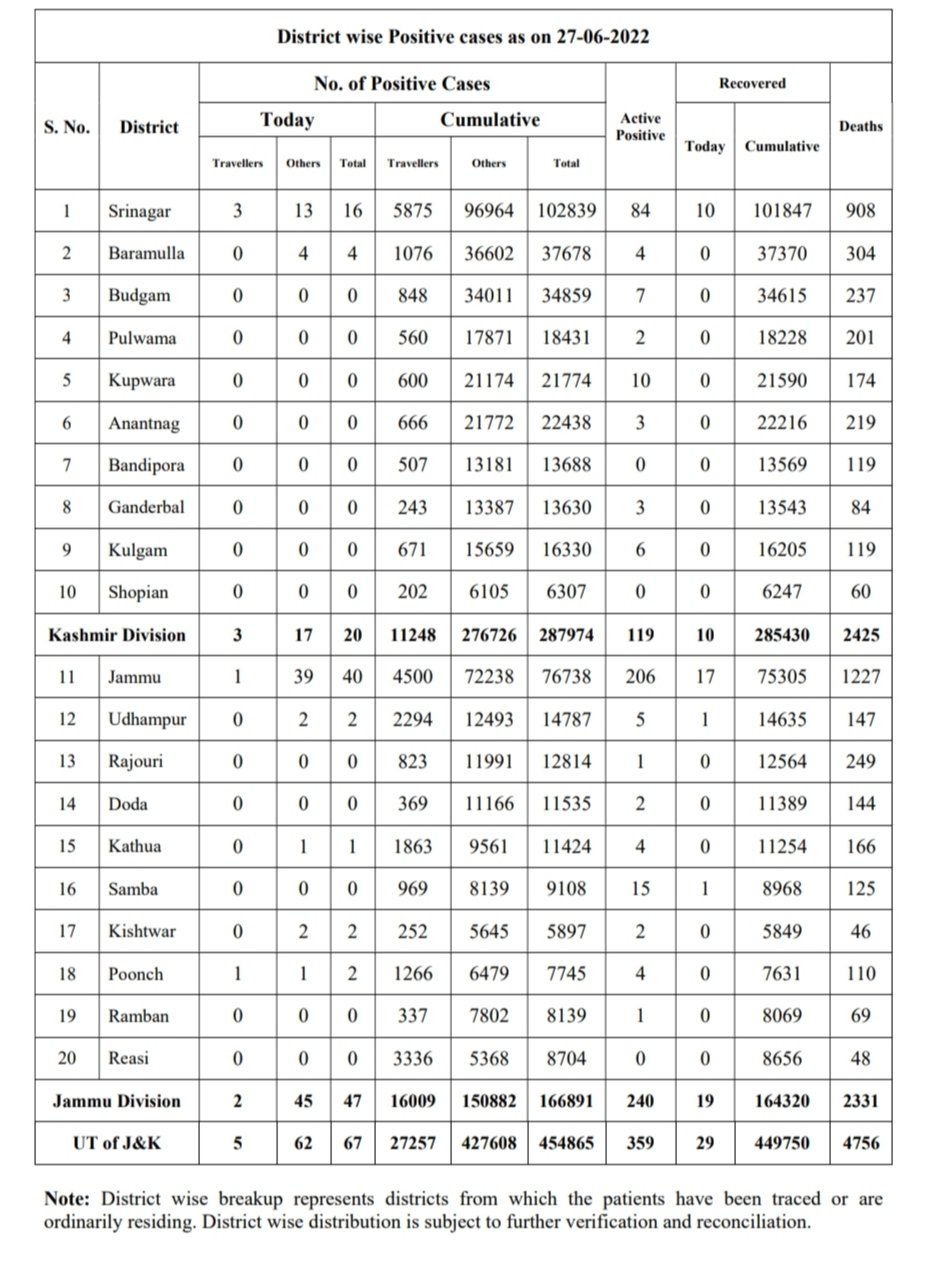 District wise Positive cases as on 27-06-2022
S. No. District No. of Positive Cases Active Positive Recovered Deaths
Today Cumulative Today Cumulative
Travellers Others Total Travellers Others Total
1 Srinagar 3 13 16 5875 96964 102839 84 10 101847 908
2 Baramulla 0 4 4 1076 36602 37678 4 0 37370 304
3 Budgam 0 0 0 848 34011 34859 7 0 34615 237
4 Pulwama 0 0 0 560 17871 18431 2 0 18228 201
5 Kupwara 0 0 0 600 21174 21774 10 0 21590 174
6 Anantnag 0 0 0 666 21772 22438 3 0 22216 219
7 Bandipora 0 0 0 507 13181 13688 0 0 13569 119
8 Ganderbal 0 0 0 243 13387 13630 3 0 13543 84
9 Kulgam 0 0 0 671 15659 16330 6 0 16205 119
10 Shopian 0 0 0 202 6105 6307 0 0 6247 60
Kashmir Division 3 17 20 11248 276726 287974 119 10 285430 2425
11 Jammu 1 39 40 4500 72238 76738 206 17 75305 1227
12 Udhampur 0 2 2 2294 12493 14787 5 1 14635 147
13 Rajouri 0 0 0 823 11991 12814 1 0 12564 249
14 Doda 0 0 0 369 11166 11535 2 0 11389 144
15 Kathua 0 1 1 1863 9561 11424 4 0 11254 166
16 Samba 0 0 0 969 8139 9108 15 1 8968 125
17 Kishtwar 0 2 2 252 5645 5897 2 0 5849 46
18 Poonch 1 1 2 1266 6479 7745 4 0 7631 110
19 Ramban 0 0 0 337 7802 8139 1 0 8069 69
20 Reasi 0 0 0 3336 5368 8704 0 0 8656 48
Jammu Division 2 45 47 16009 150882 166891 240 19 164320 2331
UT of J&K 5 62 67 27257 427608 454865 359 29 449750 4756
Note: District wise breakup represents districts from which the patients have been traced or are
ordinarily residing. District wise distribution is subject to further verification and reconciliation.